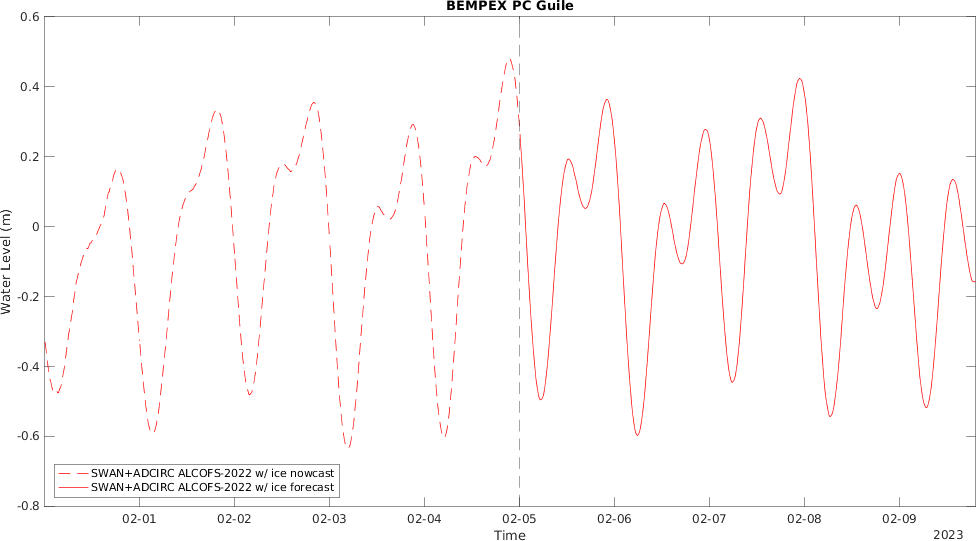 BEMPEX PC Guile
0.6
0.4
0.2
0
-0.2
-0.4
-0.6
-0.8
Water Level (m)
SWAN+ADCIRC ALCOFS-2022 w/ ice nowcast
SWAN+ADCIRC ALCOFS-2022 w/ ice forecast
02-01 02-02 02-03 02-04 02-05 02-06 02-07 02-08 02-09
Time
2023